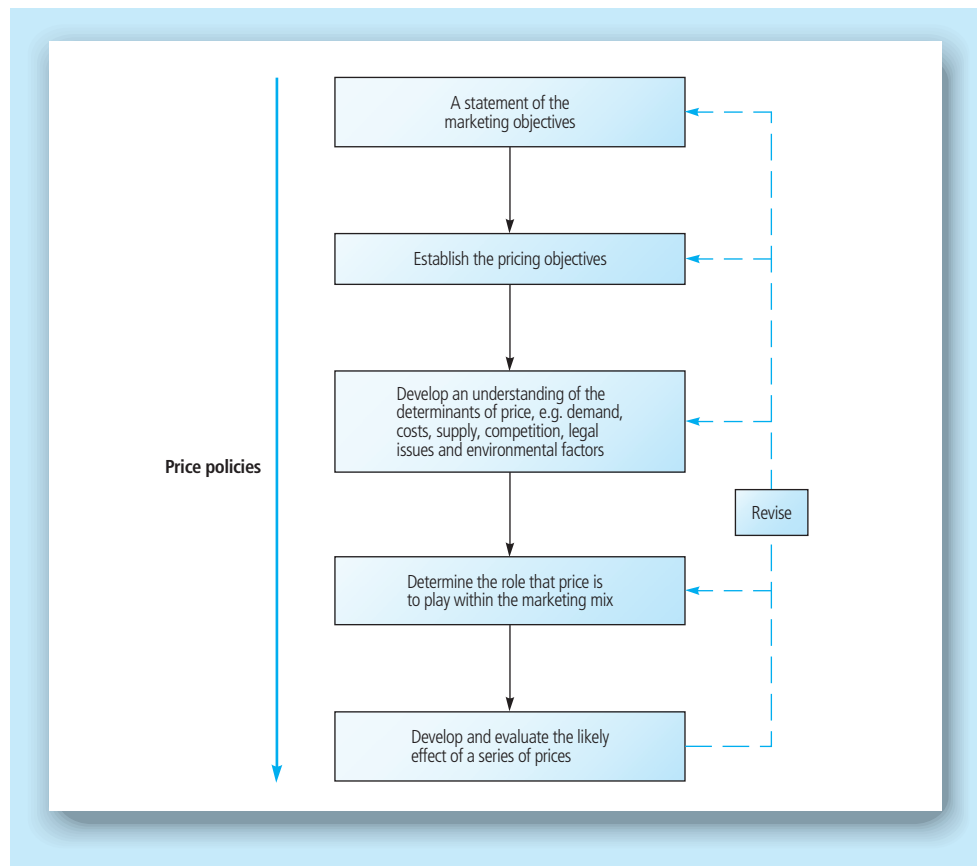 A statement of the
marketing objectives
Establish the pricing objectives
Develop an understanding of the
determinants of price, e.g. demand,
costs, supply, competition, legal
issues and environmental factors
Price policies
Revise
Determine the role that price is
to play within the marketing mix
Develop and evaluate the likely
effect of a series of prices